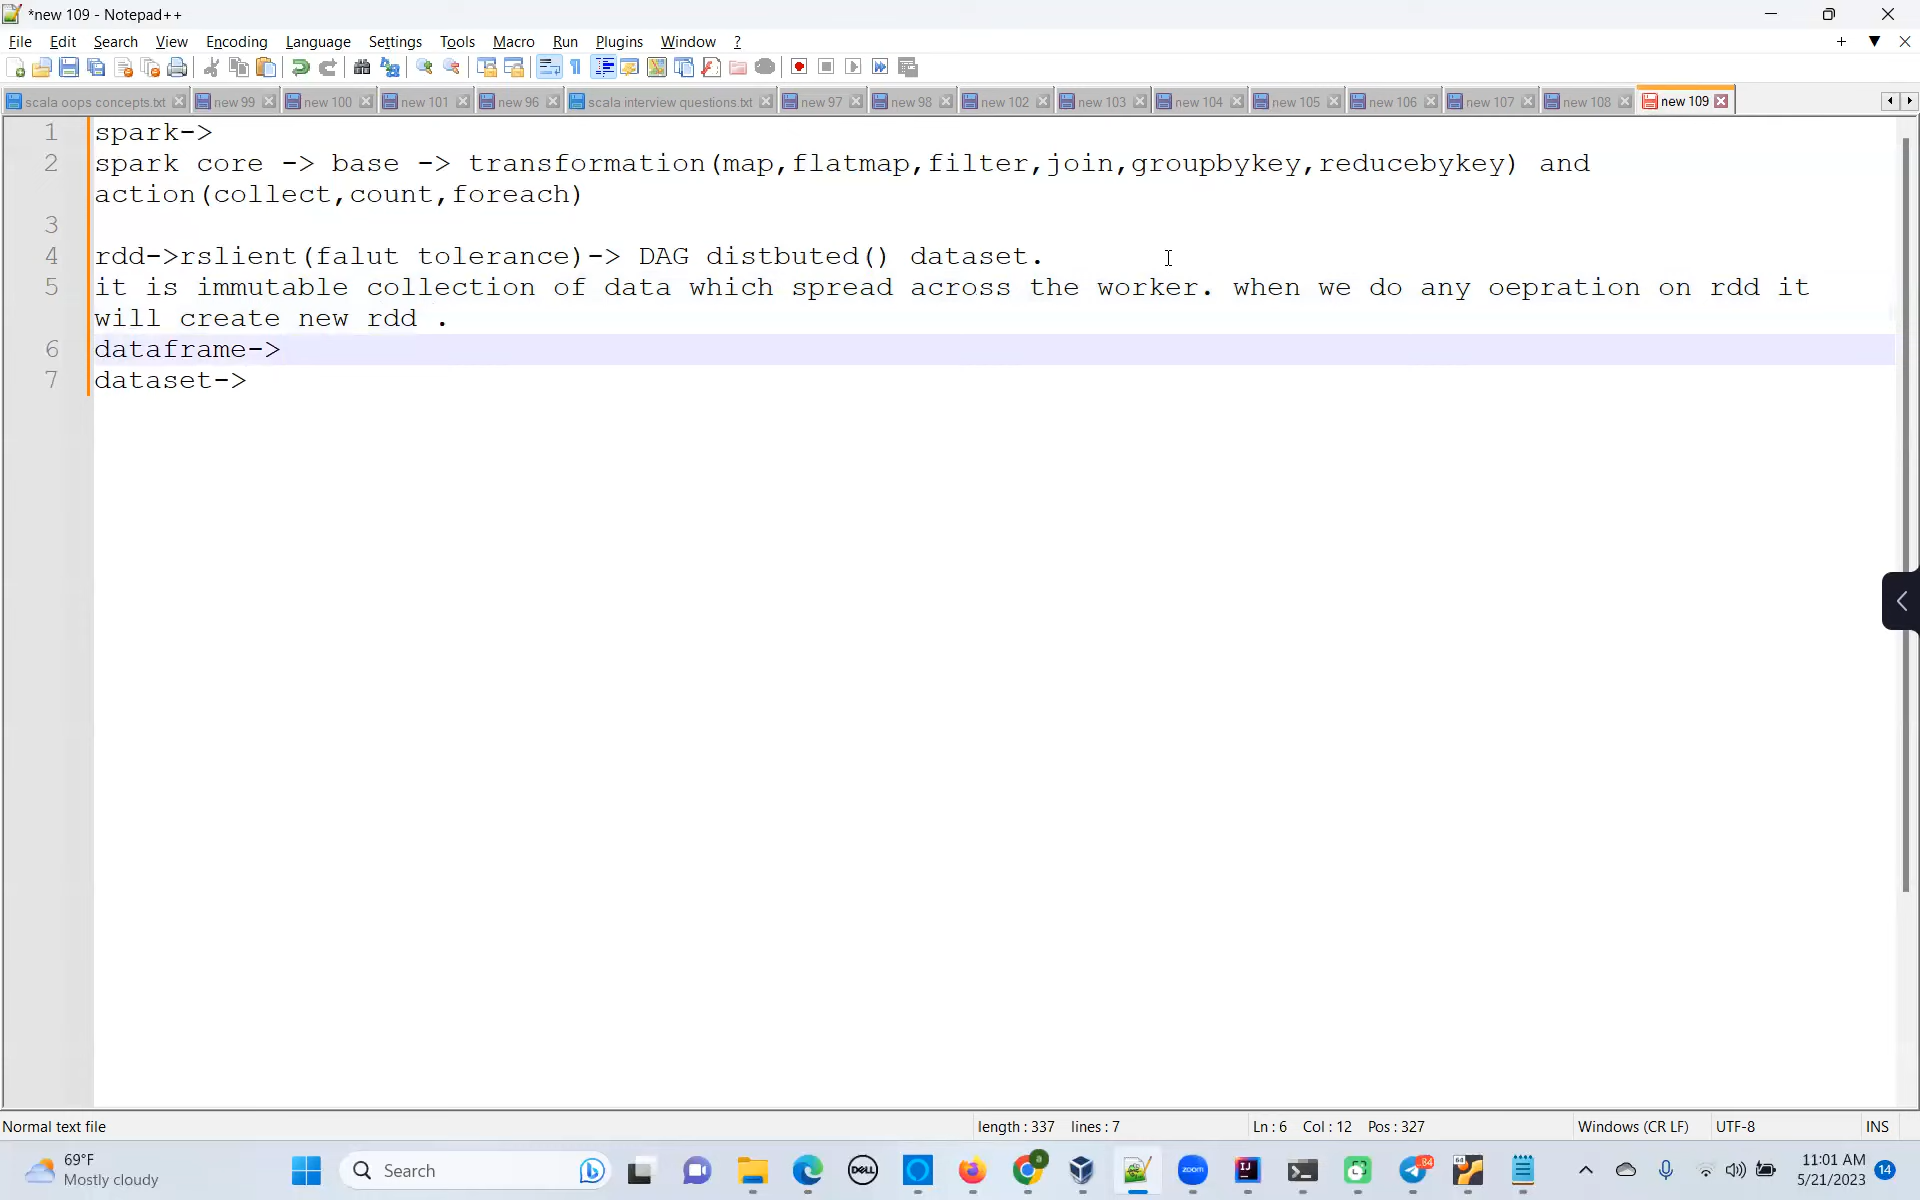 *new 109 - Notepad++
File Edit Search View Encoding Language Settings Tools Macro Run Plugins Window ?
scala oops concepts.txt new 99 new 100 new 101 new 96 scala interview questions.txt new 97 new 98 new 102 new 103 new 104 new 105 new 106 new 107 new 108 new 109
1 spark->
2 spark core -> base -> transformation(map,flatmap,filter,join,groupbykey,reducebykey) and
action(collect,count,foreach)
3
4 rdd->rslient(falut tolerance)-> DAG distbuted() dataset.
5 it is immutable collection of data which spread across the worker. when we do any oepration on rdd it
will create new rdd .
6 dataframe->
7 dataset->
Normal text file length : 337 lines : 7 Ln : 6 Col : 12 Pos : 327 Windows (CR LF) UTF-8 INS
69°F
Mostly cloudy
Search
DELL
zoom
IJ
84
64
11:01 AM
5/21/2023
14